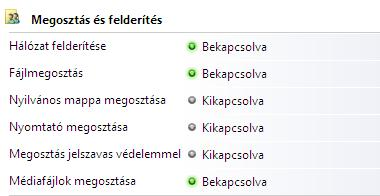 Megosztás és felderítés
Hálózat felderítése Bekapcsolva
Fájlmegosztás Bekapcsolva
Nyilvános mappa megosztása Kikapcsolva
Nyomtató megosztása Kikapcsolva
Megosztás jelszavas védelemmel Kikapcsolva
Médiafájlok megosztása Bekapcsolva